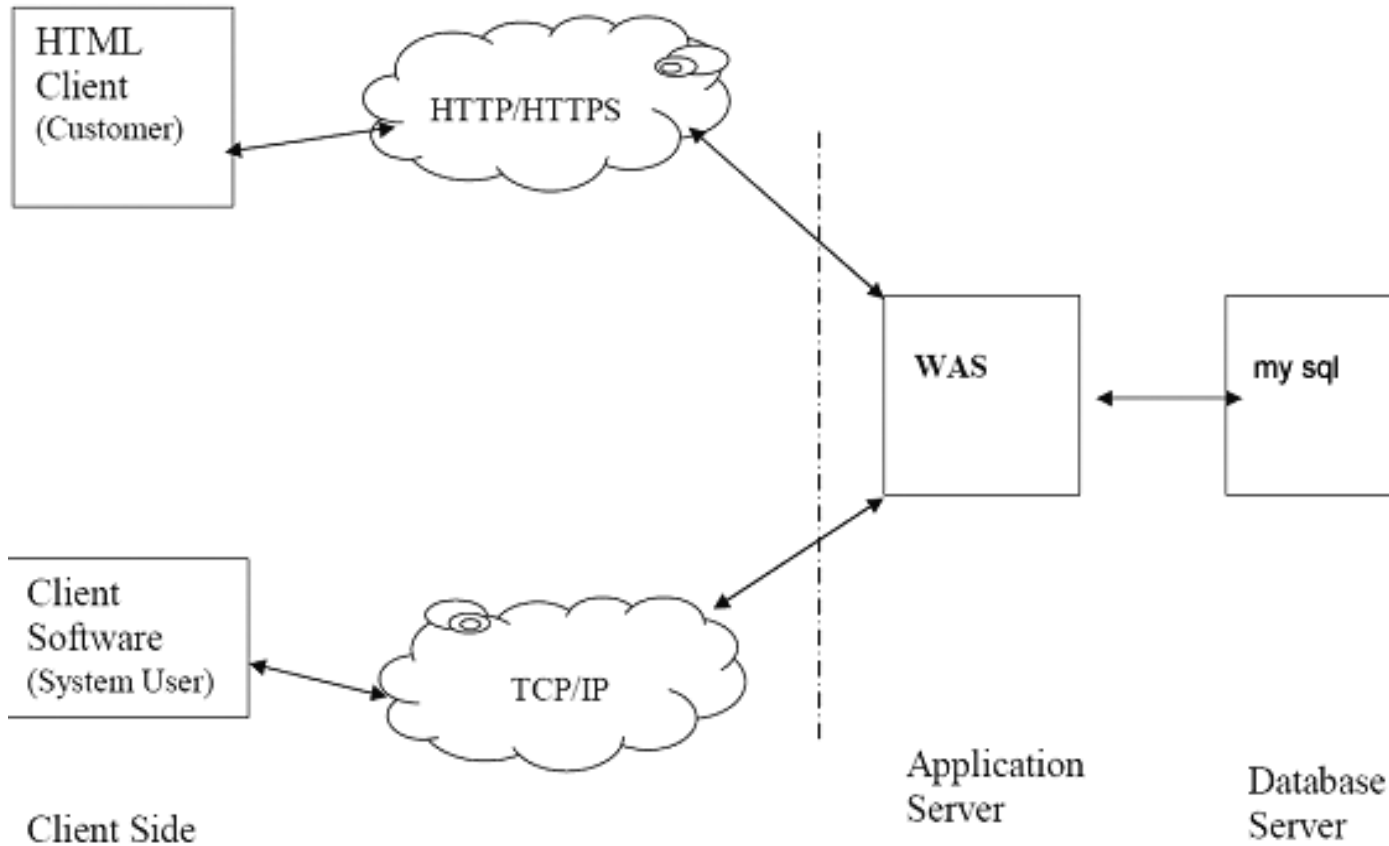 HTML
Client
(Customer)
HTTP/HTTPS
WAS
my sql
Client
Software
(System User)
TCP/IP
Application
Server
Database
Server
Client Side